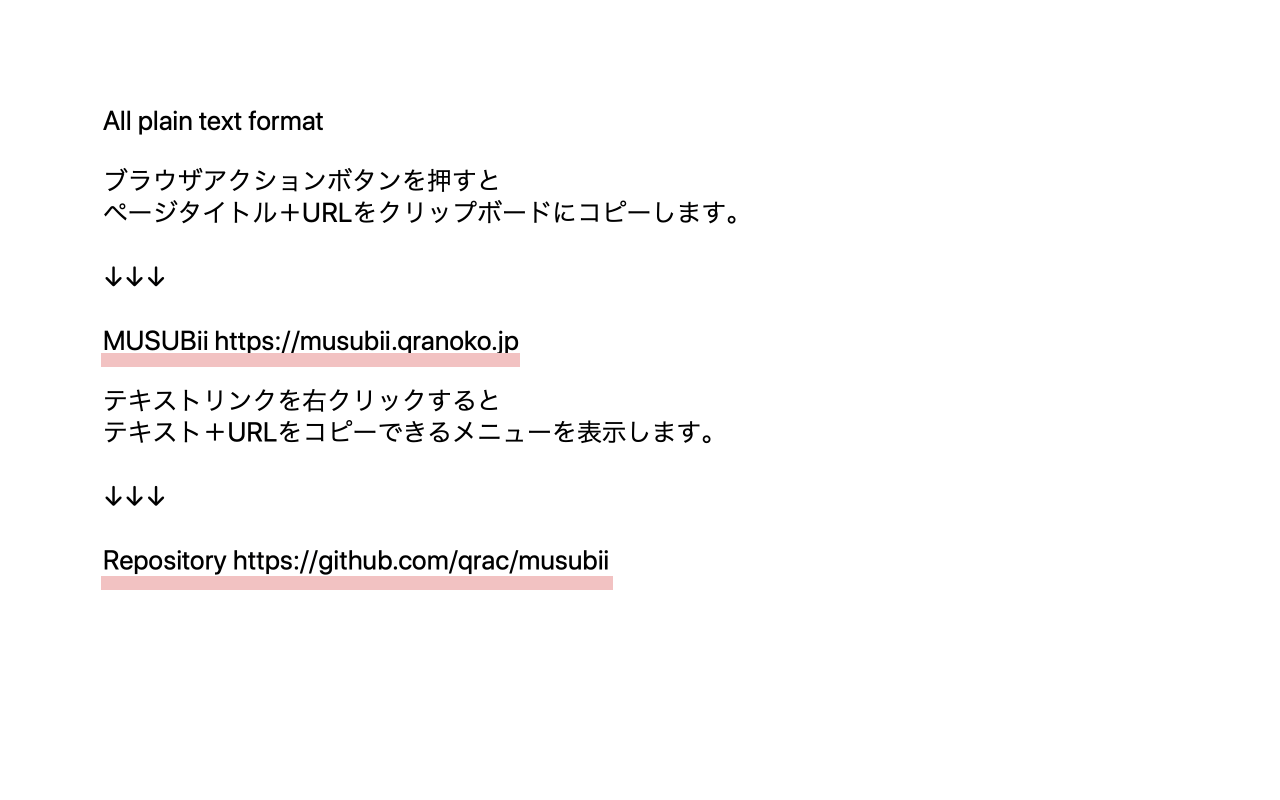 All plain text format
ブラウザアクションボタンを押すと
ページタイトル＋URLをクリップボードにコピーします。
↓↓↓
MUSUBii https://musubii.qranoko.jp
テキストリンクを右クリックすると
テキスト＋URLをコピーできるメニューを表示します。
↓↓↓
Repository https://github.com/qrac/musubii